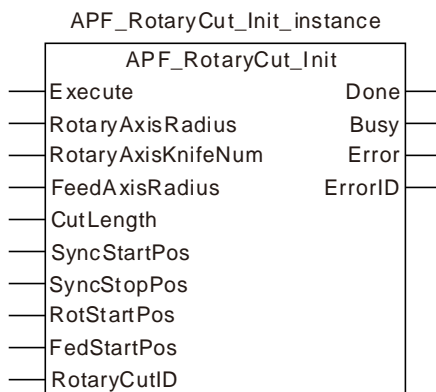 APF_RotaryCut_Init_instance
APF_RotaryCut_Init
Execute Done
RotaryAxisRadius Busy
RotaryAxisKnifeNum Error
FeedAxisRadius ErrorID
CutLength
SyncStartPos
SyncStopPos
RotStartPos
FedStartPos
RotaryCutID